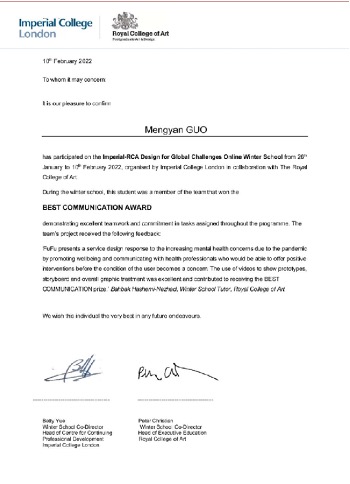 Imperial College
London
Royal College of Art
Postgraduate Art & Design
10th February 2022
To whom it may concern:
It is our pleasure to confirm
Mengyan GUO
has participated on the Imperial-RCA Design for Global Challenges Online Winter School from 26th
January to 10th February 2022, organised by Imperial College London in collaboration with The Royal
College of Art.
During the winter school, this student was a member of the team that won the
BEST COMMUNICATION AWARD
demonstrating excellent teamwork and commitment in tasks assigned throughout the programme. The
team's project received the following feedback:
'FuFu presents a service design response to the increasing mental health concerns due to the pandemic
by promoting wellbeing and communicating with health professionals who would be able to offer positive
interventions before the condition of the user becomes a concern. The use of videos to show prototypes,
storyboard and overall graphic treatment was excellent and contributed to receiving the BEST
COMMUNICATION prize.' Bahbak Hashemi-Nezhad, Winter School Tutor, Royal College of Art
We wish the individual the very best in any future endeavours.
Betty Yue
Winter School Co-Director
Head of Centre for Continuing
Professional Development
Imperial College London
Peter Christian
Winter School Co-Director
Head of Executive Education
Royal College of Art